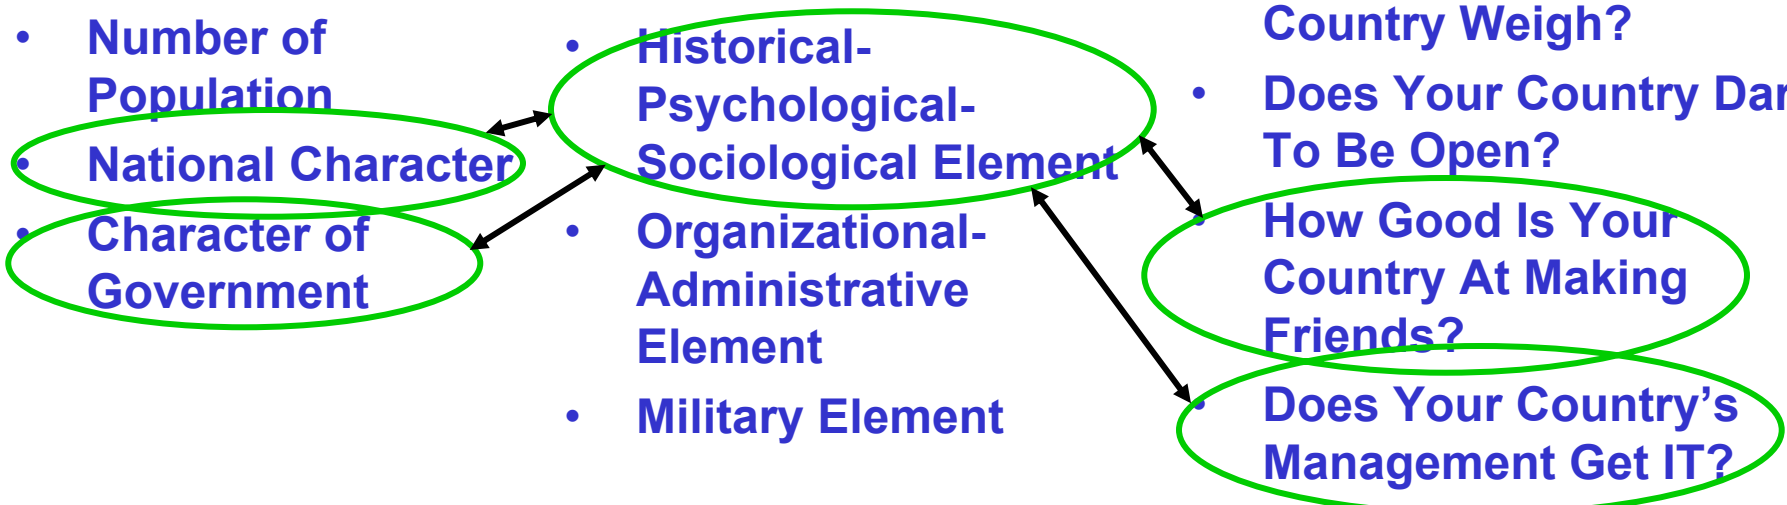 • Number of
Population
• National Character
• Character of
Government
• Historical-
Psychological-
Sociological Element
• Organizational-
Administrative
Element
• Military Element
Country Weigh?
• Does Your Country Dar
To Be Open?
• How Good Is Your
Country At Making
Friends?
• Does Your Country’s
Management Get IT?